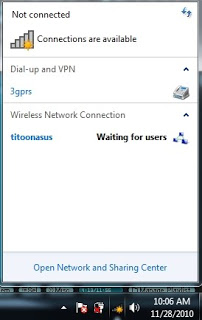 Not connected
Connections are available
Dial-up and VPN
3gprs
Wireless Network Connection
titoonasus Waiting for users
Open Network and Sharing Center
10:06 AM
11/28/2010